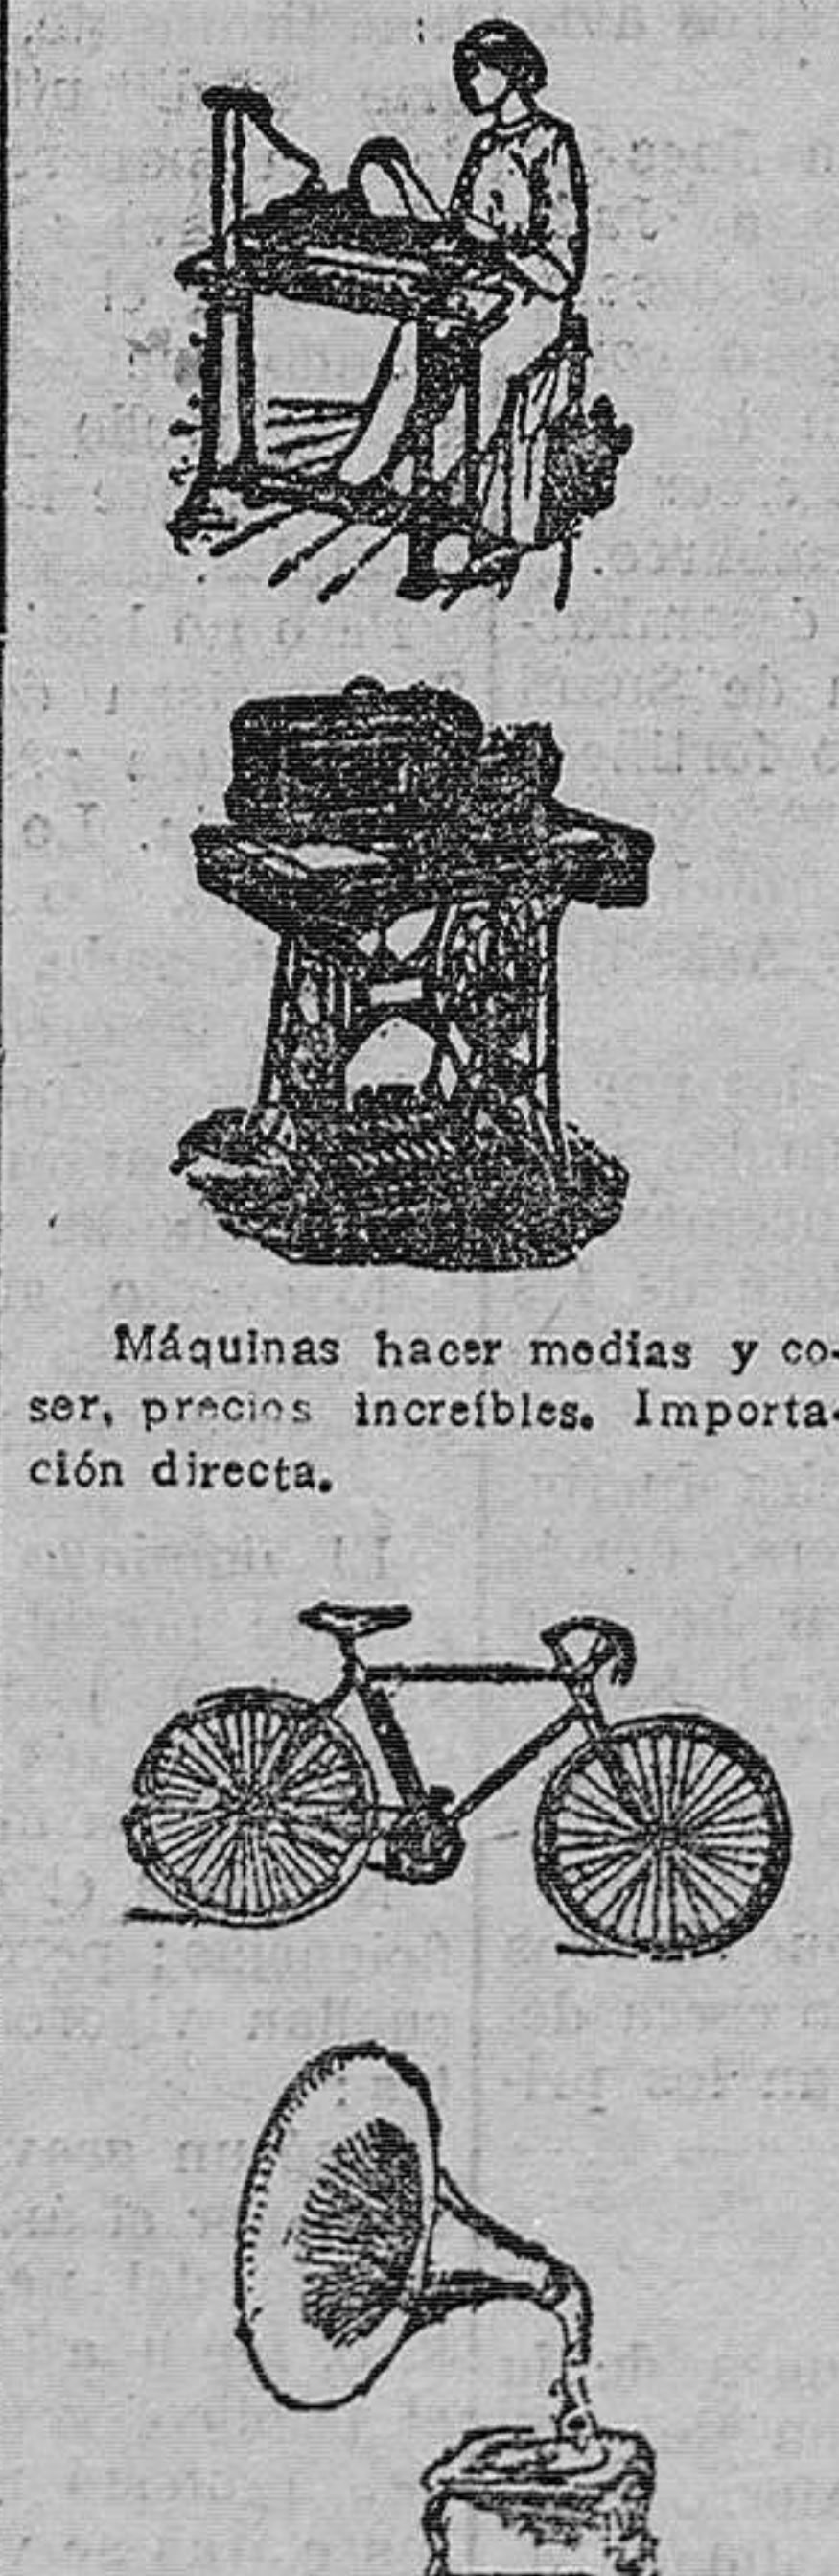 Máquinas hacer medias y co-
ser, precios increíbles. Importa-
ción directa.